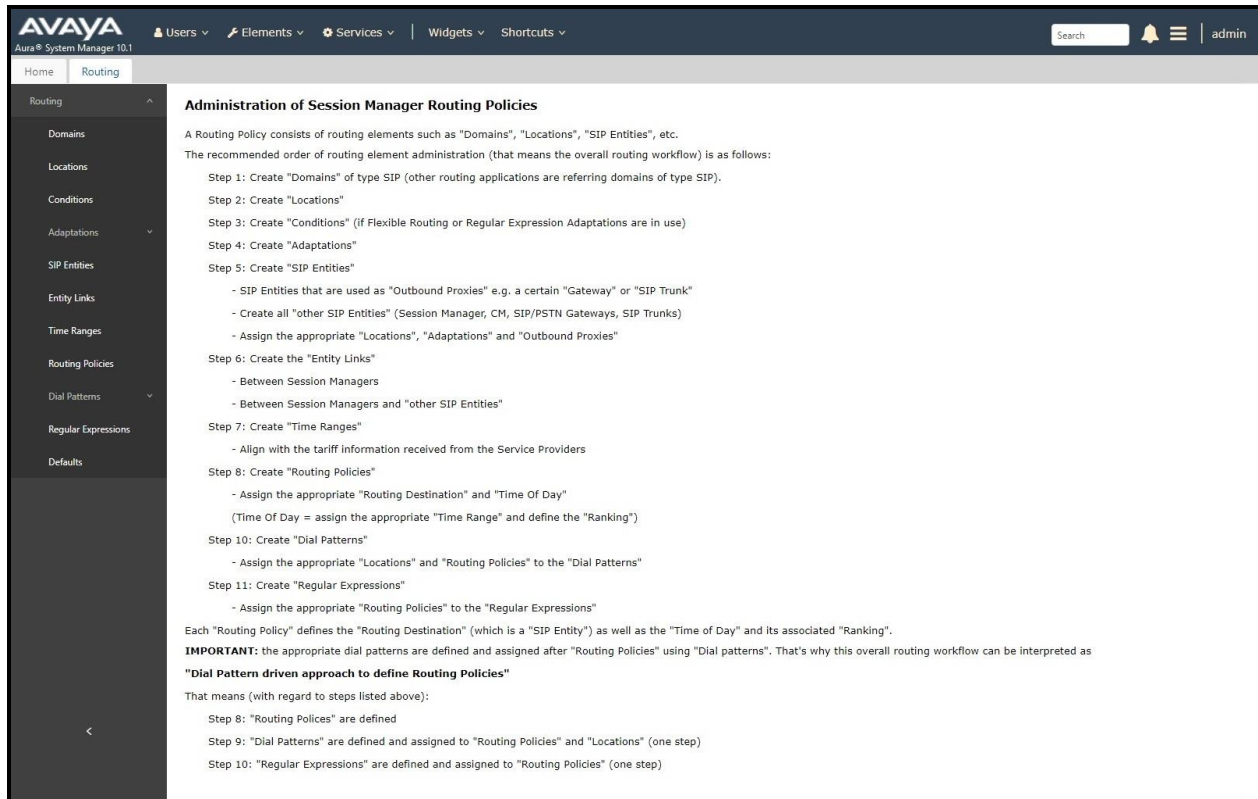 AVAYA
Aura® System Manager 10.1
Users
Elements
Services
Widgets
Shortcuts
Search
admin
Home
Routing
Routing
Domains
Locations
Conditions
Adaptations
SIP Entities
Entity Links
Time Ranges
Routing Policies
Dial Patterns
Regular Expressions
Defaults
Administration of Session Manager Routing Policies
A Routing Policy consists of routing elements such as "Domains", "Locations", "SIP Entities", etc.
The recommended order of routing element administration (that means the overall routing workflow) is as follows:
Step 1: Create "Domains" of type SIP (other routing applications are referring domains of type SIP).
Step 2: Create "Locations"
Step 3: Create "Conditions" (if Flexible Routing or Regular Expression Adaptations are in use)
Step 4: Create "Adaptations"
Step 5: Create "SIP Entities"
- SIP Entities that are used as "Outbound Proxies" e.g. a certain "Gateway" or "SIP Trunk"
- Create all "other SIP Entities" (Session Manager, CM, SIP/PSTN Gateways, SIP Trunks)
- Assign the appropriate "Locations", "Adaptations" and "Outbound Proxies"
Step 6: Create the "Entity Links"
- Between Session Managers
- Between Session Managers and "other SIP Entities"
Step 7: Create "Time Ranges"
- Align with the tariff information received from the Service Providers
Step 8: Create "Routing Policies"
- Assign the appropriate "Routing Destination" and "Time Of Day"
(Time Of Day = assign the appropriate "Time Range" and define the "Ranking")
Step 10: Create "Dial Patterns"
- Assign the appropriate "Locations" and "Routing Policies" to the "Dial Patterns"
Step 11: Create "Regular Expressions"
- Assign the appropriate "Routing Policies" to the "Regular Expressions"
Each "Routing Policy" defines the "Routing Destination" (which is a "SIP Entity") as well as the "Time of Day" and its associated "Ranking".
IMPORTANT: the appropriate dial patterns are defined and assigned after "Routing Policies" using "Dial patterns". That's why this overall routing workflow can be interpreted as
"Dial Pattern driven approach to define Routing Policies"
That means (with regard to steps listed above):
Step 8: "Routing Polices" are defined
Step 9: "Dial Patterns" are defined and assigned to "Routing Policies" and "Locations" (one step)
Step 10: "Regular Expressions" are defined and assigned to "Routing Policies" (one step)